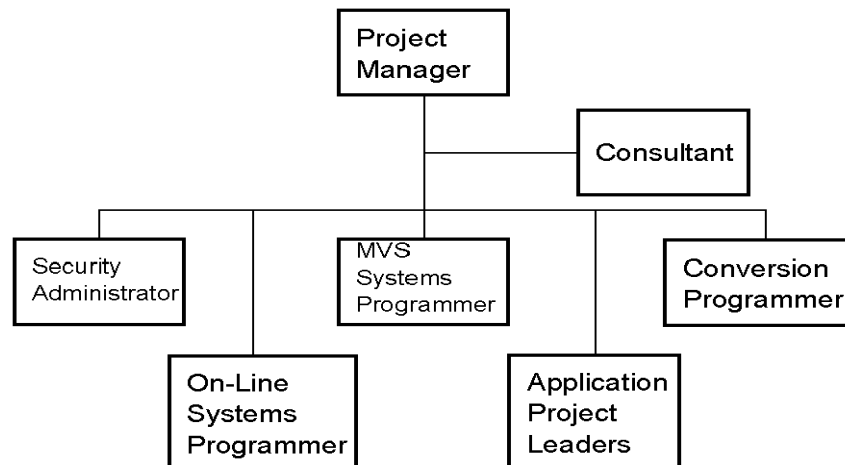 Project
Manager
Consultant
Security
Administrator
MVS
Systems
Programmer
Conversion
Programmer
On-Line
Systems
Programmer
Application
Project
Leaders